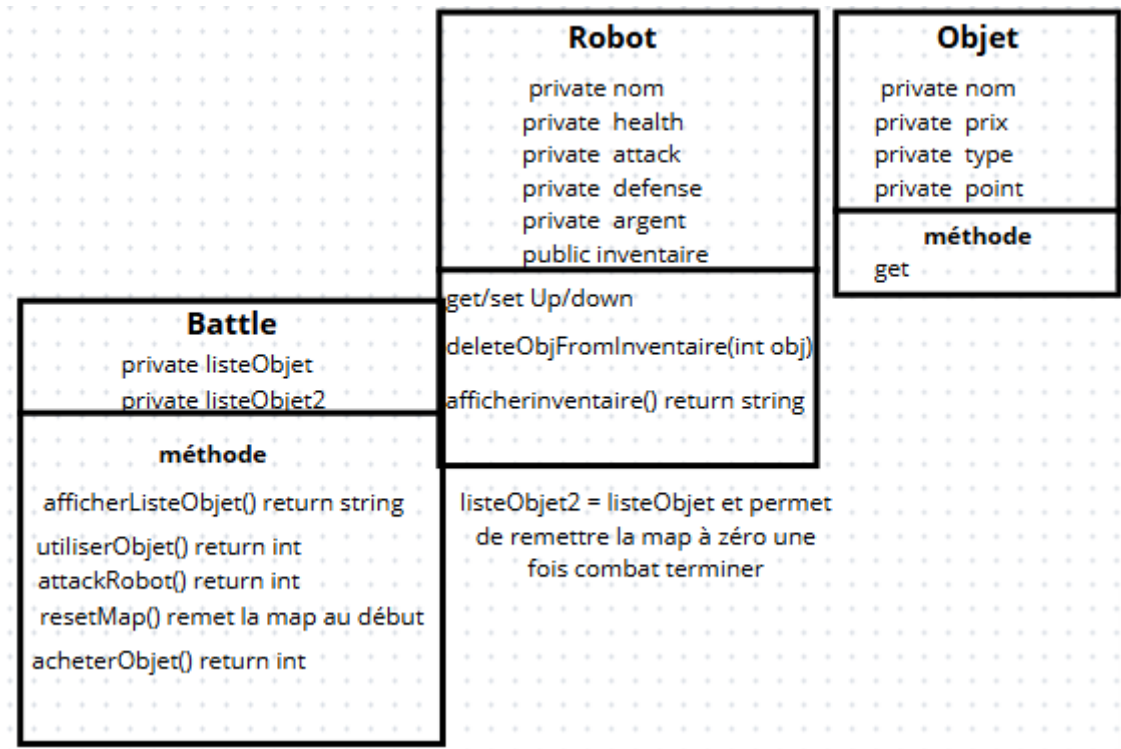 Robot
private nom
private health
private attack
private defense
private argent
public inventaire
get/set Up/down
deleteObjFromInventaire(int obj)
afficherinventaire() return string
Objet
private nom
private prix
private type
private point
méthode
get
Battle
private listeObjet
private listeObjet2
méthode
afficherListeObjet() return string
utiliserObjet() return int
attackRobot() return int
resetMap() remet la map au début
acheterObjet() return int
listeObjet2 = listeObjet et permet
de remettre la map à zéro une
fois combat terminer